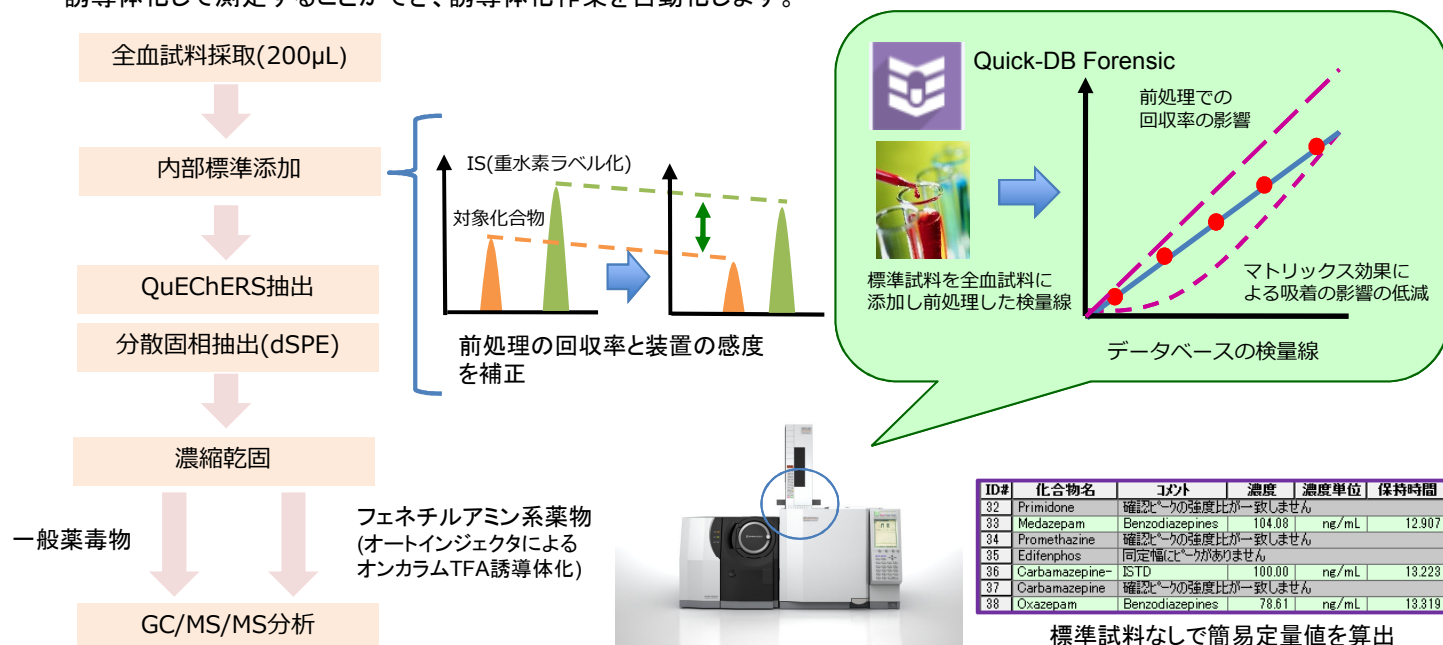 誘導体化して測定することができ、誘導体化作業を自動化します。
全血試料採取(200µL)
内部標準添加
QuEChERS抽出
分散固相抽出(dSPE)
濃縮乾固
一般薬毒物
フェネチルアミン系薬物
(オートインジェクタによる
オンカラムTFA誘導体化)
GC/MS/MS分析
IS(重水素ラベル化)
対象化合物
前処理の回収率と装置の感度
を補正
Quick-DB Forensic
標準試料を全血試料に
添加し前処理した検量線
前処理での
回収率の影響
マトリックス効果に
よる吸着の影響の低減
データベースの検量線
ID# 化合物名 コメント 濃度 濃度単位 保持時間
32 Primidone 確認ピークの強度比が一致しません
33 Medazepam Benzodiazepines 104.08 ng/mL 12.907
34 Promethazine 確認ピークの強度比が一致しません
35 Edifenphos 同定幅にピークがありません
36 Carbamazepine- ISTD 100.00 ng/mL 13.223
37 Carbamazepine 確認ピークの強度比が一致しません
38 Oxazepam Benzodiazepines 78.61 ng/mL 13.319
標準試料なしで簡易定量値を算出